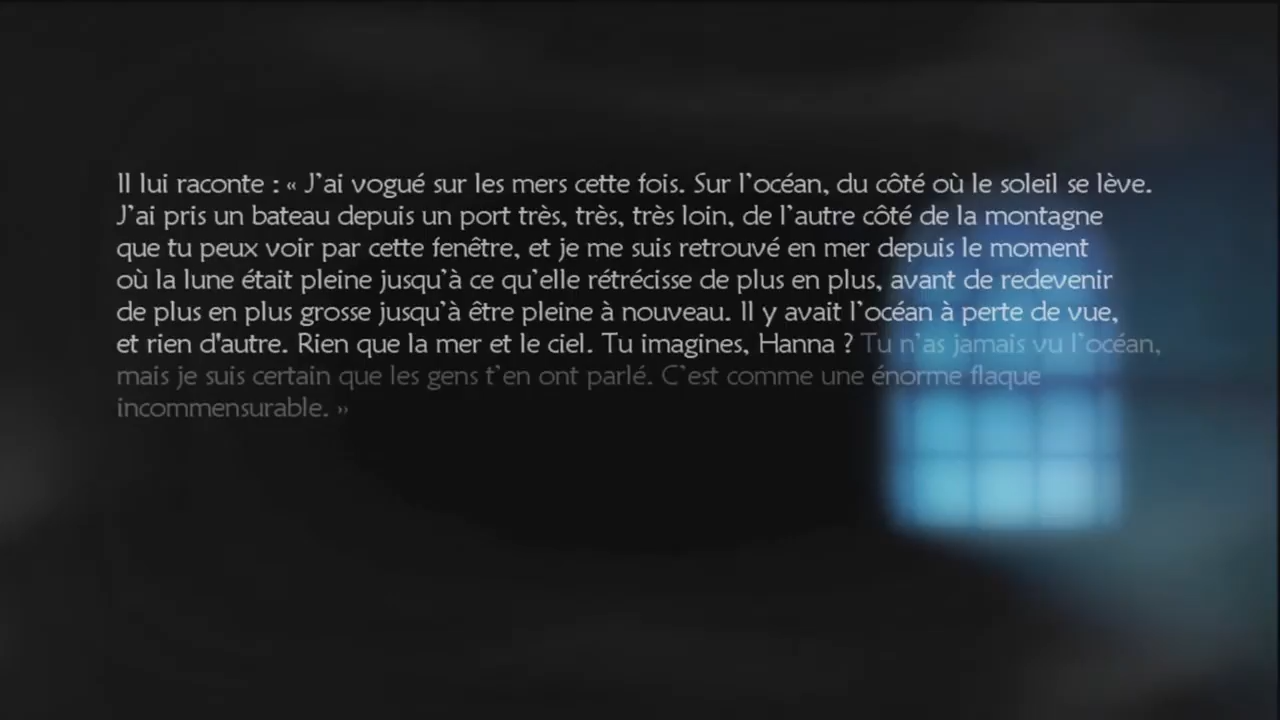 Il lui raconte : « J’ai vogué sur les mers cette fois. Sur l’océan, du côté où le soleil se lève.
J’ai pris un bateau depuis un port très, très, très loin, de l’autre côté de la montagne
que tu peux voir par cette fenêtre, et je me suis retrouvé en mer depuis le moment
où la lune était pleine jusqu’à ce qu’elle rétrécisse de plus en plus, avant de redevenir
de plus en plus grosse jusqu’à être pleine à nouveau. Il y avait l’océan à perte de vue,
et rien d'autre. Rien que la mer et le ciel. Tu imagines, Hanna ? Tu n’as jamais vu l’océan,
mais je suis certain que les gens t’en ont parlé. C’est comme une énorme flaque
incommensurable. »